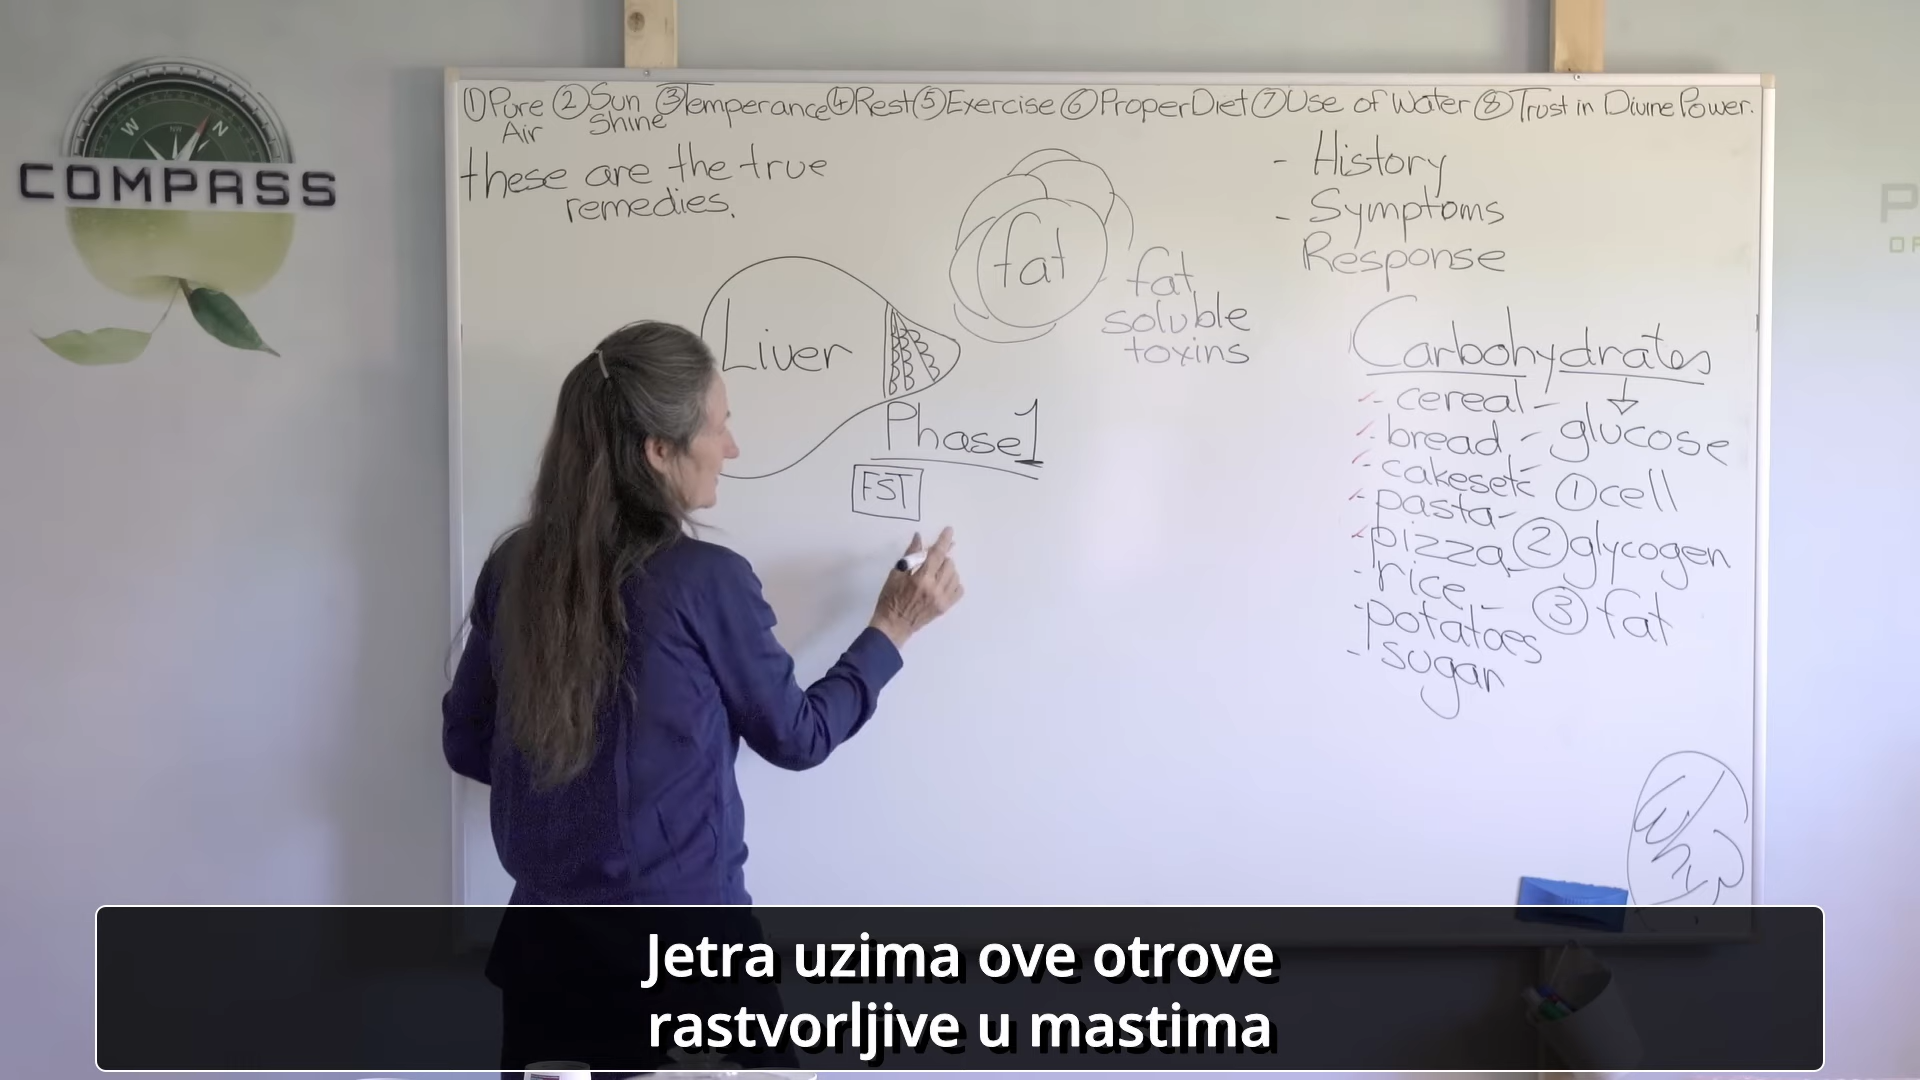 ①Pure Air ②Sun Shine ③Temperance ④Rest ⑤Exercise ⑥Proper Diet ⑦Use of Water ⑧Trust in Divine Power.
these are the true
remedies.
COMPASS
W
N
fat
fat
soluble
toxins
Liver
Phase 1
FST
- History
- Symptoms
Response
Carbohydrates
- cereal -
- bread - glucose
- cakes etc ① cell
- pasta -
- pizza ② glycogen
- rice -
- potatoes ③ fat
- sugar
Jetra uzima ove otrove
rastvorljive u mastima